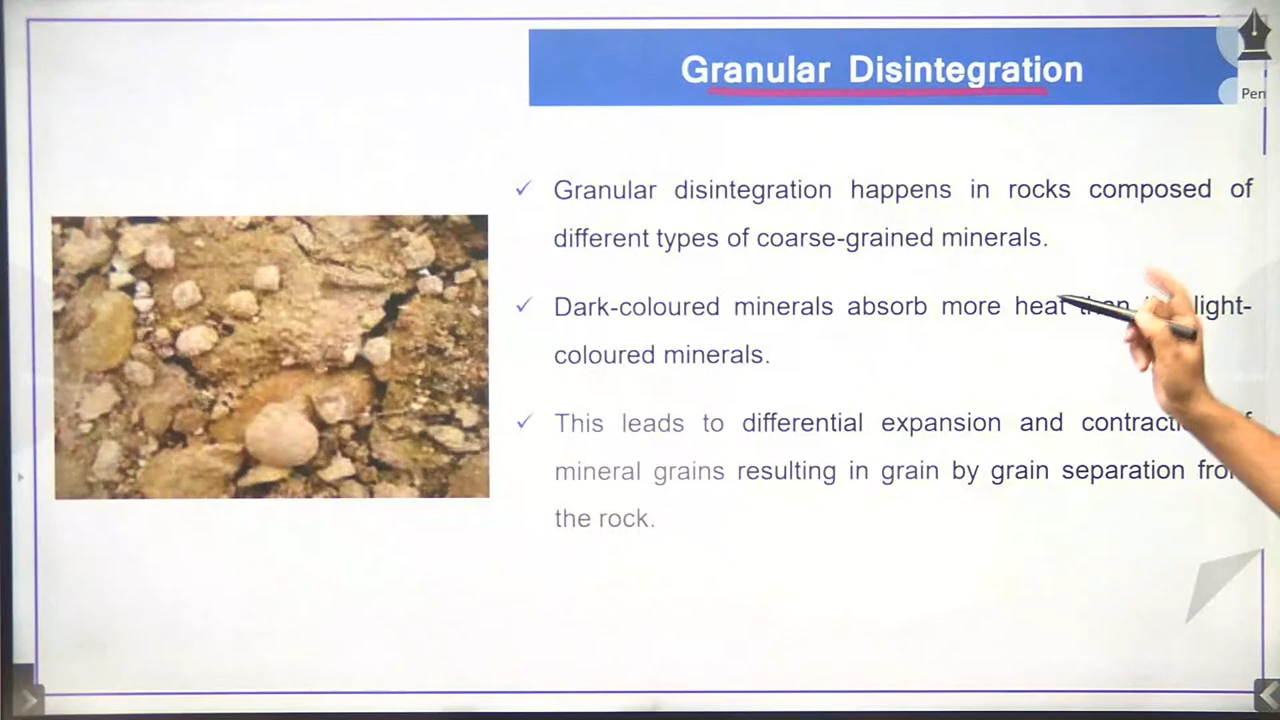 Granular Disintegration
Pen
✓ Granular disintegration happens in rocks composed of
different types of coarse-grained minerals.
✓ Dark-coloured minerals absorb more heat than light-
coloured minerals.
✓ This leads to differential expansion and
mineral grains resulting in grain by grain separation
the rock.